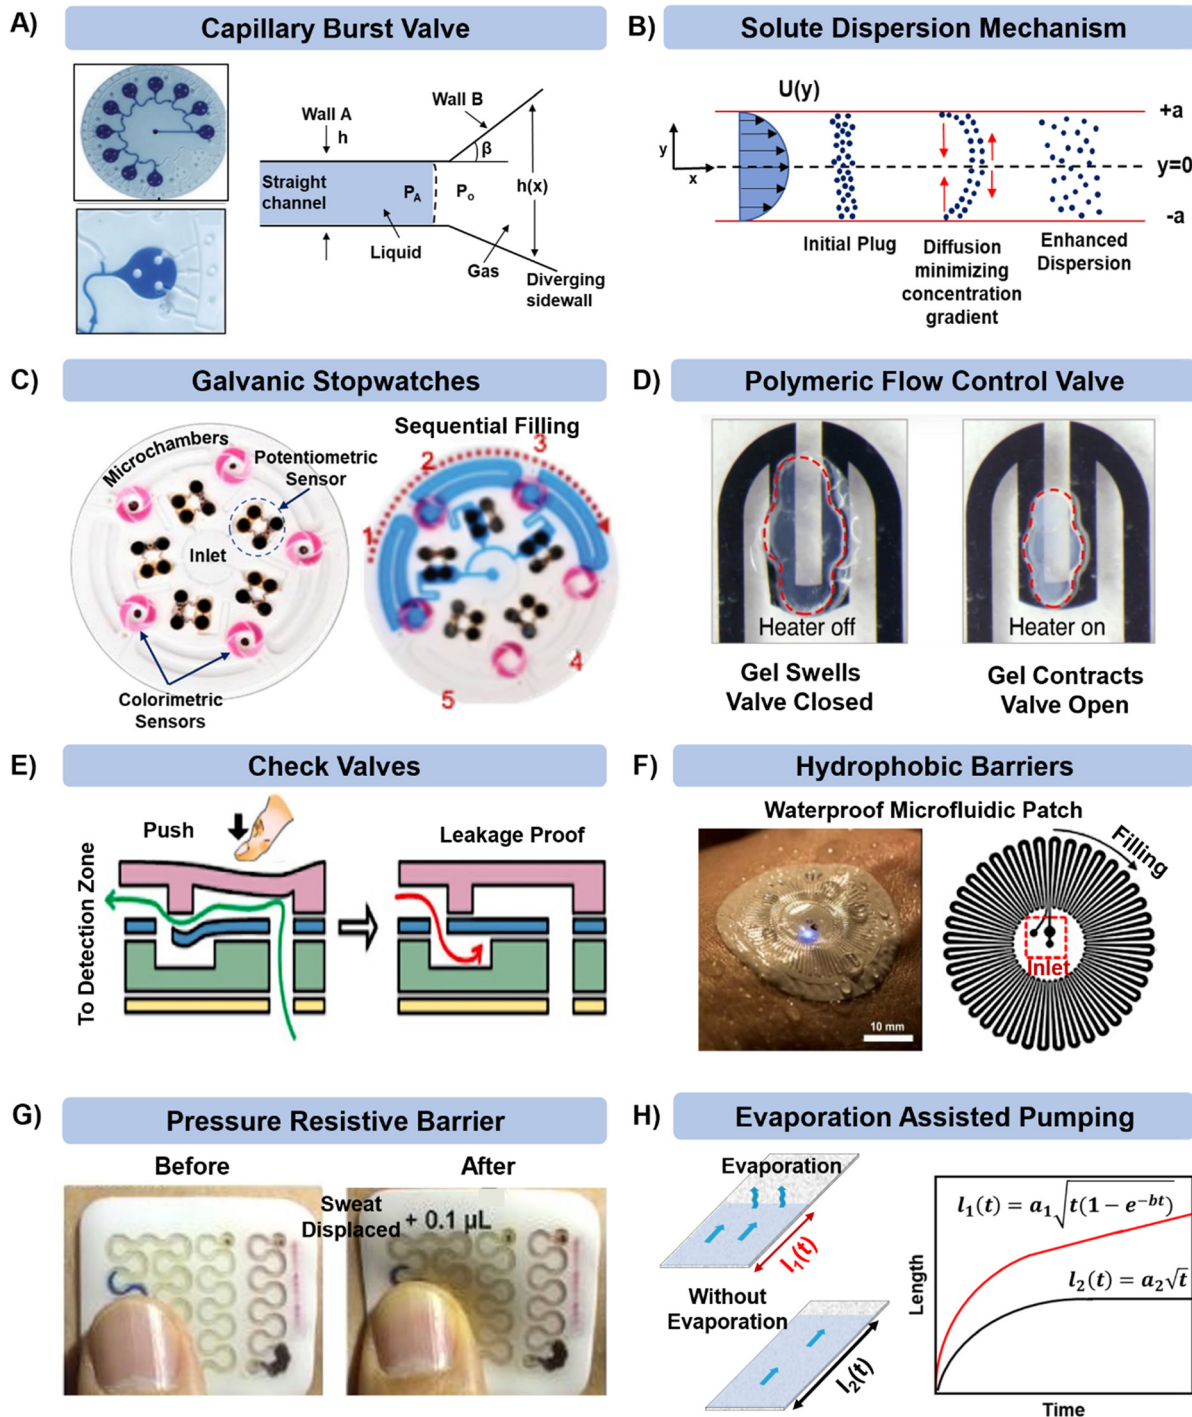 A)
Capillary Burst Valve
Wall A
h
Wall B
β
Straight
channel
P_A
P_o
h(x)
Liquid
Gas
Diverging
sidewall
B)
Solute Dispersion Mechanism
U(y)
+a
y
x
y=0
-a
Initial Plug
Diffusion
minimizing
concentration
gradient
Enhanced
Dispersion
C)
Galvanic Stopwatches
Microchambers
Potentiometric
Sensor
Inlet
Colorimetric
Sensors
Sequential Filling
1
2
3
4
5
D)
Polymeric Flow Control Valve
Heater off
Heater on
Gel Swells
Valve Closed
Gel Contracts
Valve Open
E)
Check Valves
Push
Leakage Proof
To Detection Zone
F)
Hydrophobic Barriers
Waterproof Microfluidic Patch
10 mm
Filling
Inlet
G)
Pressure Resistive Barrier
Before
After
Sweat
Displaced
+ 0.1 µL
H)
Evaporation Assisted Pumping
Evaporation
l₁(t)
Without
Evaporation
l₂(t)
Length
l₁(t) = a₁√t(1 − e^{−bt})
l₂(t) = a₂√t
Time